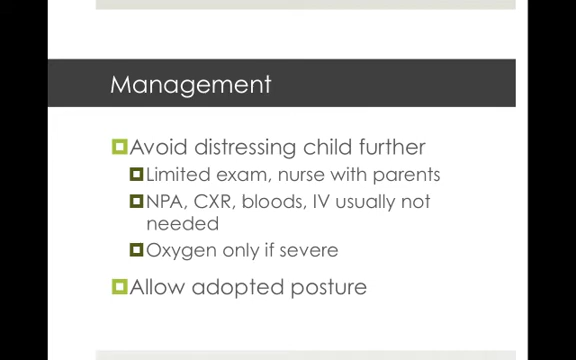 Management
Avoid distressing child further
Limited exam, nurse with parents
NPA, CXR, bloods, IV usually not
needed
Oxygen only if severe
Allow adopted posture